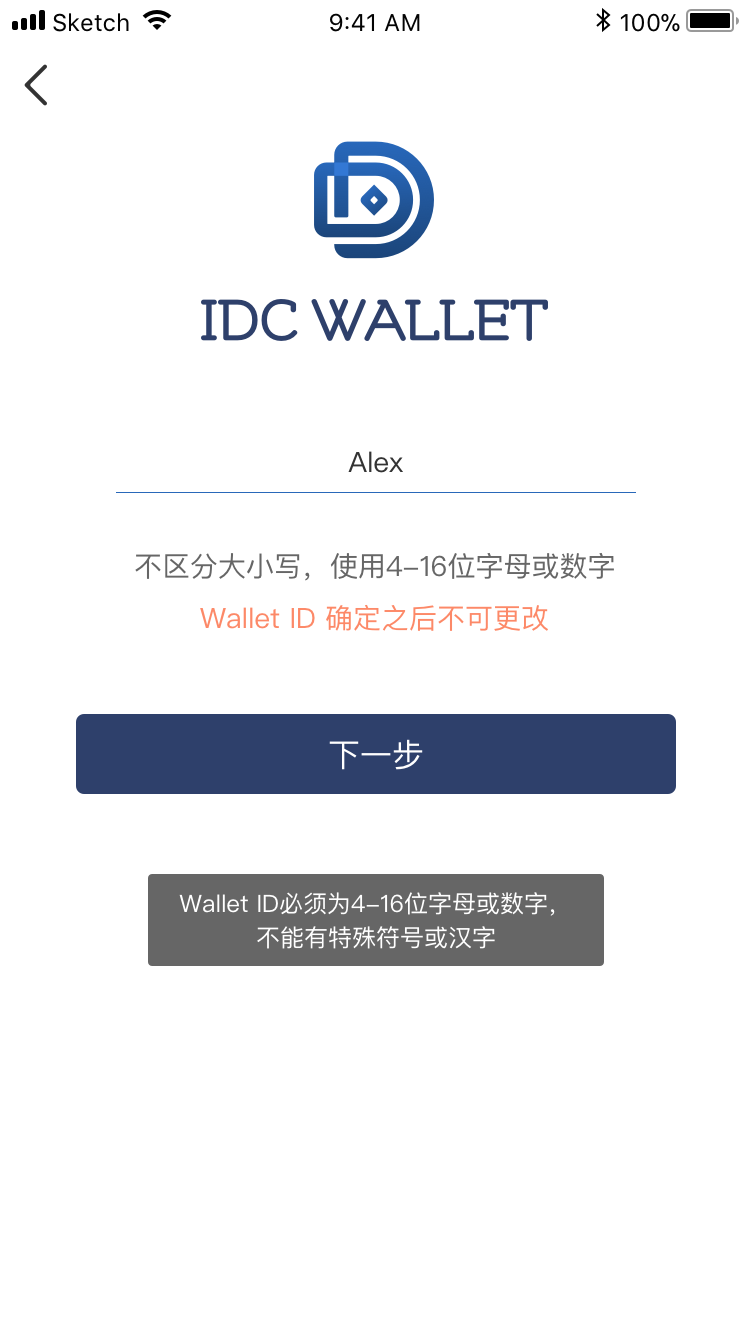 Sketch 9:41 AM 100%
IDC WALLET
Alex
不区分大小写，使用4–16位字母或数字
Wallet ID 确定之后不可更改
下一步
Wallet ID必须为4–16位字母或数字，
不能有特殊符号或汉字